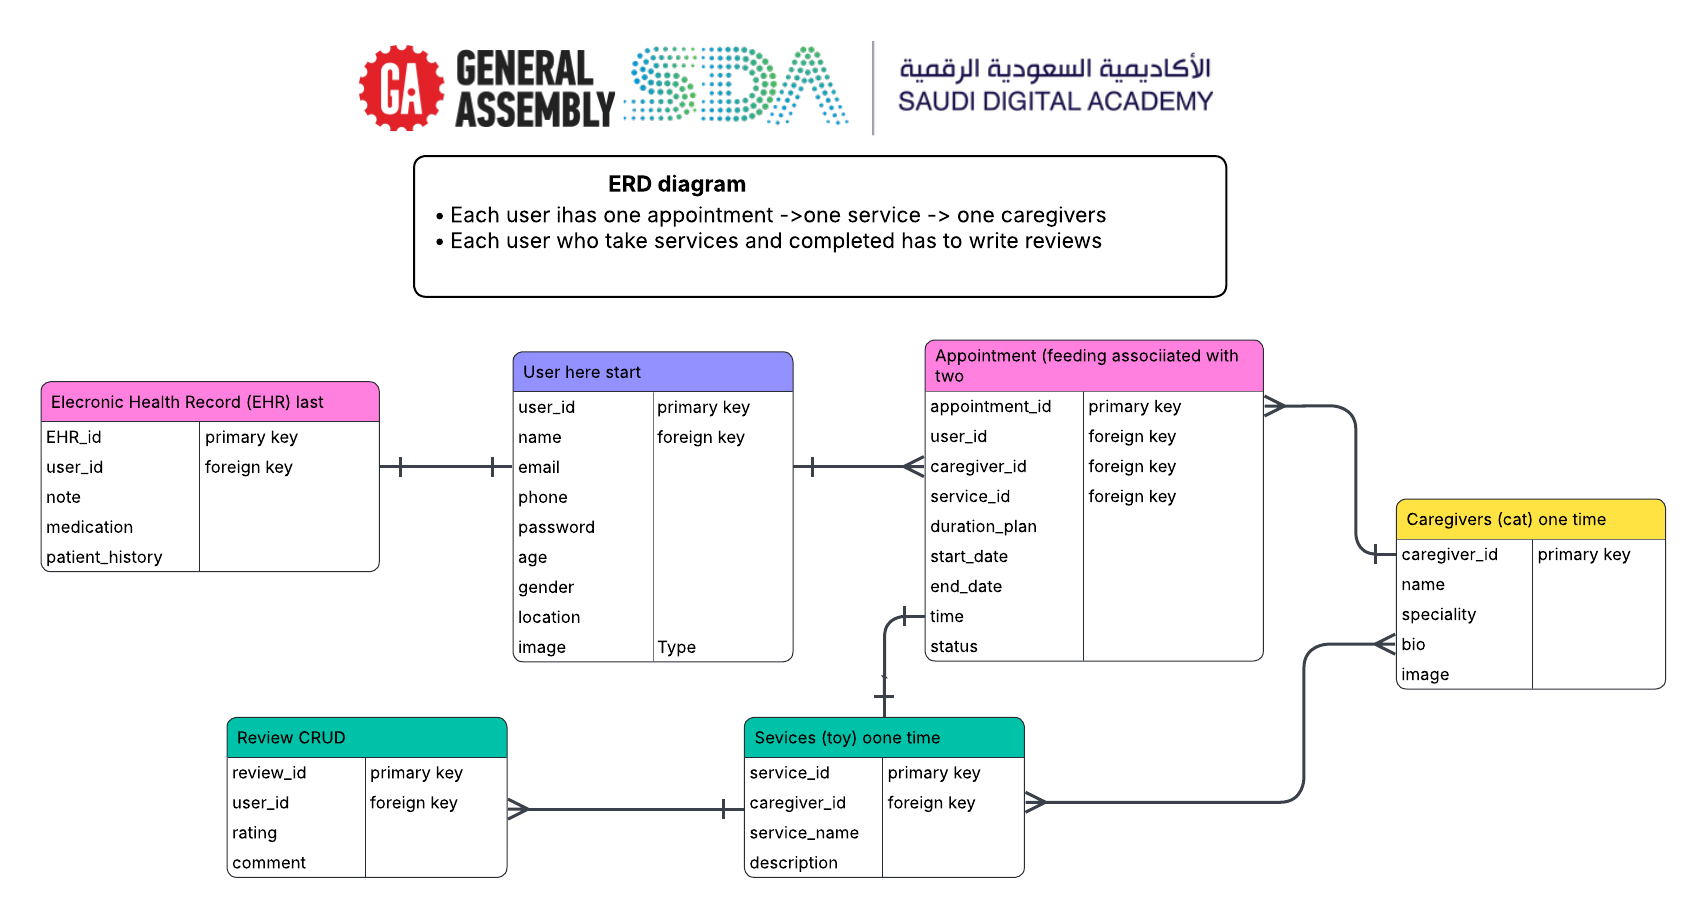 GA
GENERAL
ASSEMBLY
SDA
الأكاديمية السعودية الرقمية
SAUDI DIGITAL ACADEMY
ERD diagram
• Each user ihas one appointment ->one service -> one caregivers
• Each user who take services and completed has to write reviews
Elecronic Health Record (EHR) last
EHR_id primary key
user_id foreign key
note
medication
patient_history
User here start
user_id primary key
name foreign key
email
phone
password
age
gender
location
image Type
Appointment (feeding associiated with
two
appointment_id primary key
user_id foreign key
caregiver_id foreign key
service_id foreign key
duration_plan
start_date
end_date
time
status
Caregivers (cat) one time
caregiver_id primary key
name
speciality
bio
image
Review CRUD
review_id primary key
user_id foreign key
rating
comment
Sevices (toy) oone time
service_id primary key
caregiver_id foreign key
service_name
description